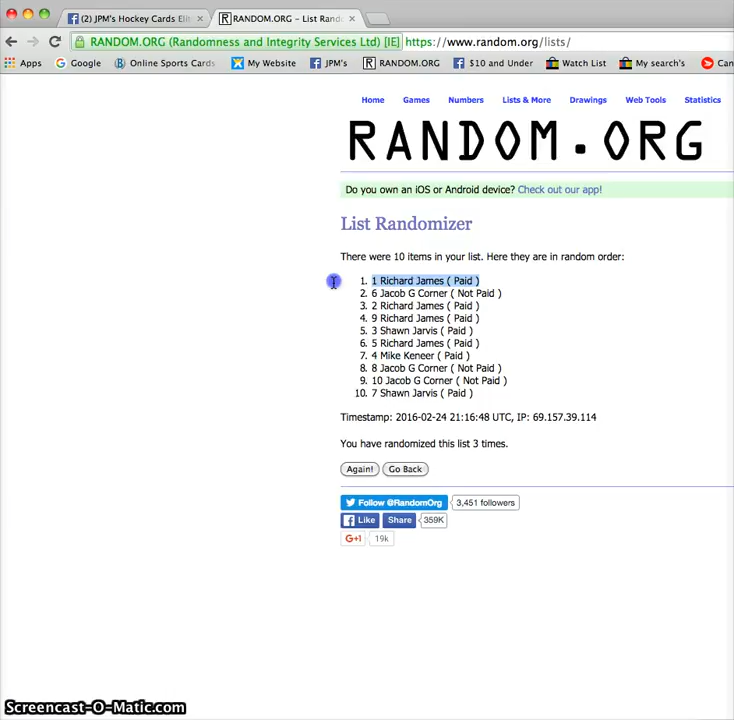 (2) JPM's Hockey Cards Elit
RANDOM.ORG - List Rando
RANDOM.ORG (Randomness and Integrity Services Ltd) [IE] https://www.random.org/lists/
Apps Google Online Sports Cards My Website JPM's RANDOM.ORG $10 and Under Watch List My search's Can
Home Games Numbers Lists & More Drawings Web Tools Statistics
RANDOM.ORG
Do you own an iOS or Android device? Check out our app!
List Randomizer
There were 10 items in your list. Here they are in random order:
1. 1 Richard James ( Paid )
2. 6 Jacob G Corner ( Not Paid )
3. 2 Richard James ( Paid )
4. 9 Richard James ( Paid )
5. 3 Shawn Jarvis ( Paid )
6. 5 Richard James ( Paid )
7. 4 Mike Keneer ( Paid )
8. 8 Jacob G Corner ( Not Paid )
9. 10 Jacob G Corner ( Not Paid )
10. 7 Shawn Jarvis ( Paid )
Timestamp: 2016-02-24 21:16:48 UTC, IP: 69.157.39.114
You have randomized this list 3 times.
Again! Go Back
Follow @RandomOrg 3,451 followers
Like Share 359K
G+1 19k
Screencast-O-Matic.com